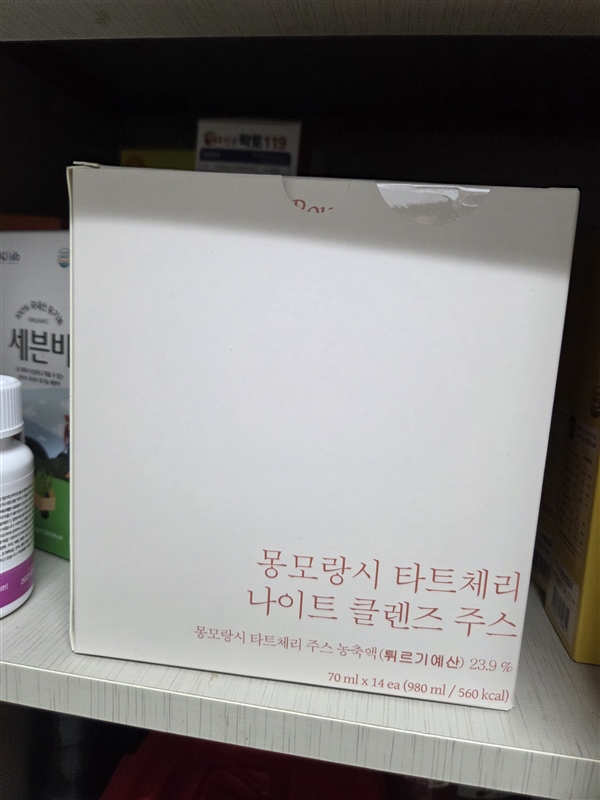 락토119
세븐비
ORGANIC
몽모랑시 타트체리
나이트 클렌즈 주스
몽모랑시 타트체리 주스 농축액(튀르기예산) 23.9 %
70 ml x 14 ea (980 ml / 560 kcal)